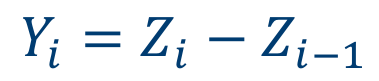 Yᵢ = Zᵢ − Zᵢ₋₁